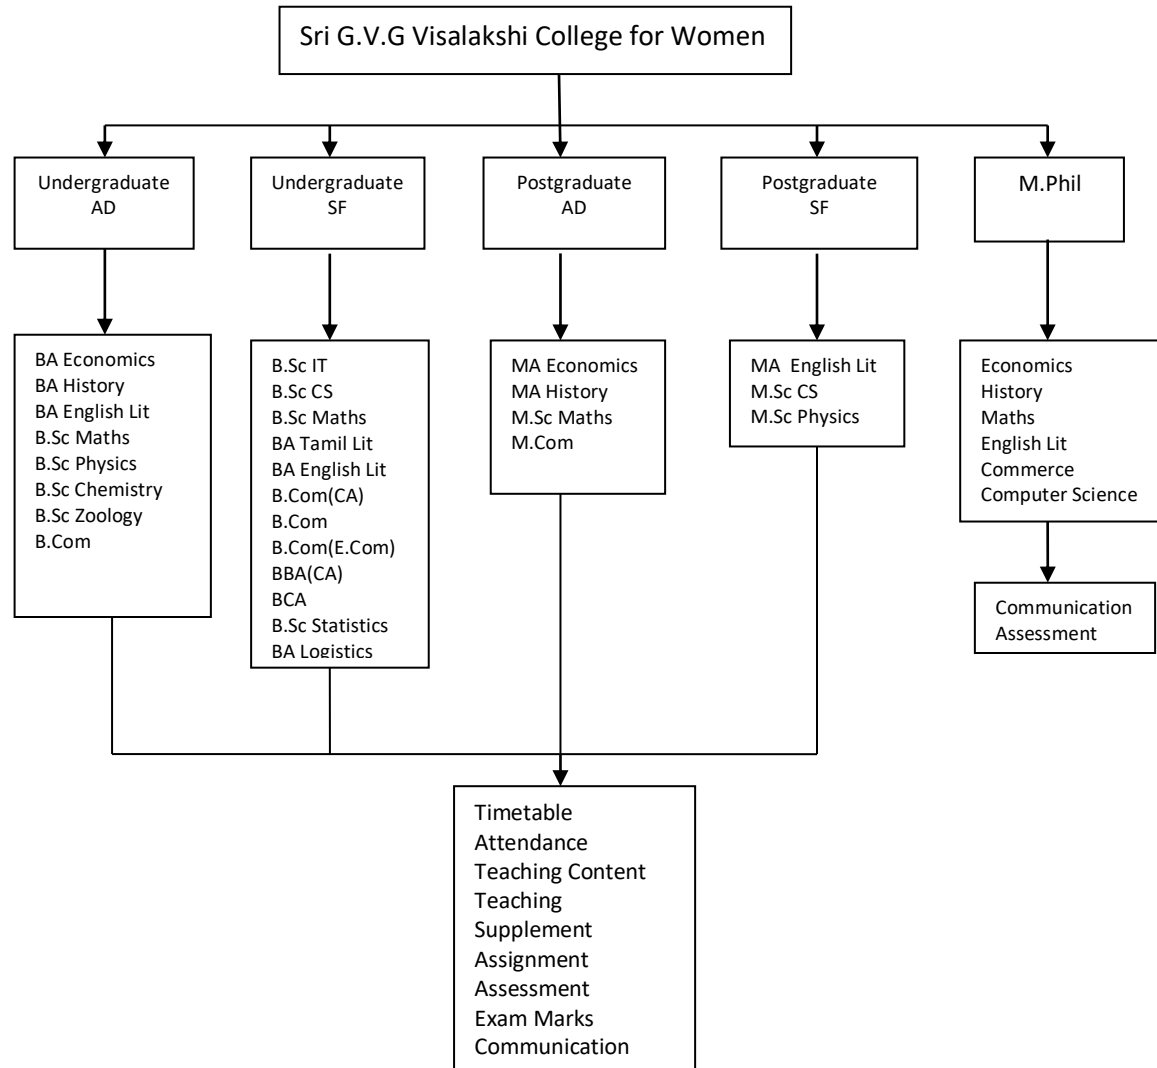 Sri G.V.G Visalakshi College for Women
Undergraduate
AD
Undergraduate
SF
Postgraduate
AD
Postgraduate
SF
M.Phil
BA Economics
BA History
BA English Lit
B.Sc Maths
B.Sc Physics
B.Sc Chemistry
B.Sc Zoology
B.Com
B.Sc IT
B.Sc CS
B.Sc Maths
BA Tamil Lit
BA English Lit
B.Com(CA)
B.Com
B.Com(E.Com)
BBA(CA)
BCA
B.Sc Statistics
BA Logistics
MA Economics
MA History
M.Sc Maths
M.Com
MA English Lit
M.Sc CS
M.Sc Physics
Economics
History
Maths
English Lit
Commerce
Computer Science
Communication
Assessment
Timetable
Attendance
Teaching Content
Teaching
Supplement
Assignment
Assessment
Exam Marks
Communication